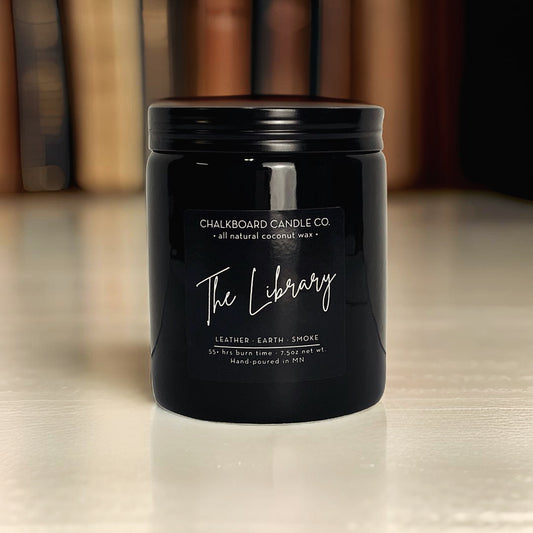 CHALKBOARD CANDLE CO.
• all natural coconut wax •
The Library
LEATHER · EARTH · SMOKE
55+ hrs burn time · 7.5oz net wt.
Hand-poured in MN